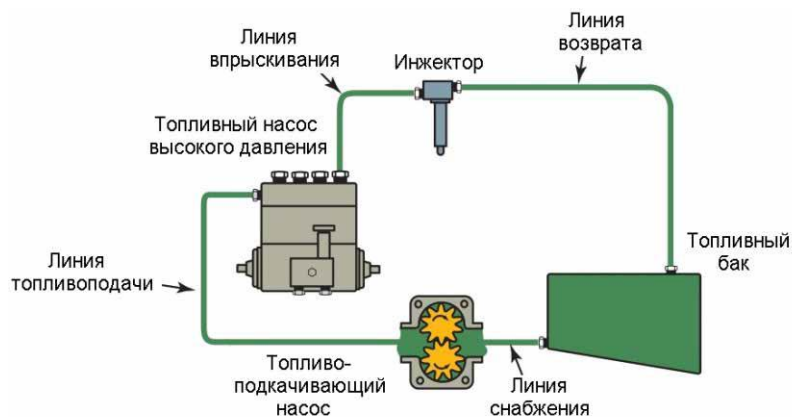 Линия
впрыскивания
Инжектор
Линия
возврата
Топливный насос
высокого давления
Линия
топливоподачи
Топливный
бак
Топливо-
подкачивающий
насос
Линия
снабжения